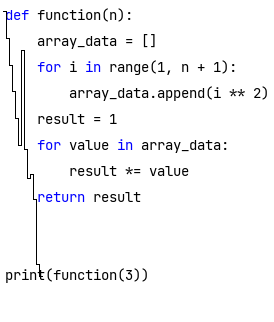 def function(n):
    array_data = []
    for i in range(1, n + 1):
        array_data.append(i ** 2)
    result = 1
    for value in array_data:
        result *= value
    return result
print(function(3))